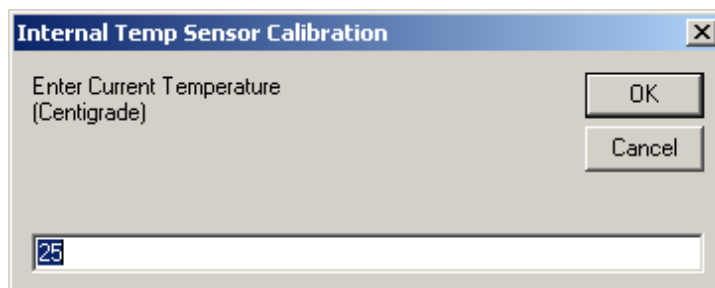 Internal Temp Sensor Calibration
Enter Current Temperature
(Centigrade)
OK
Cancel
25